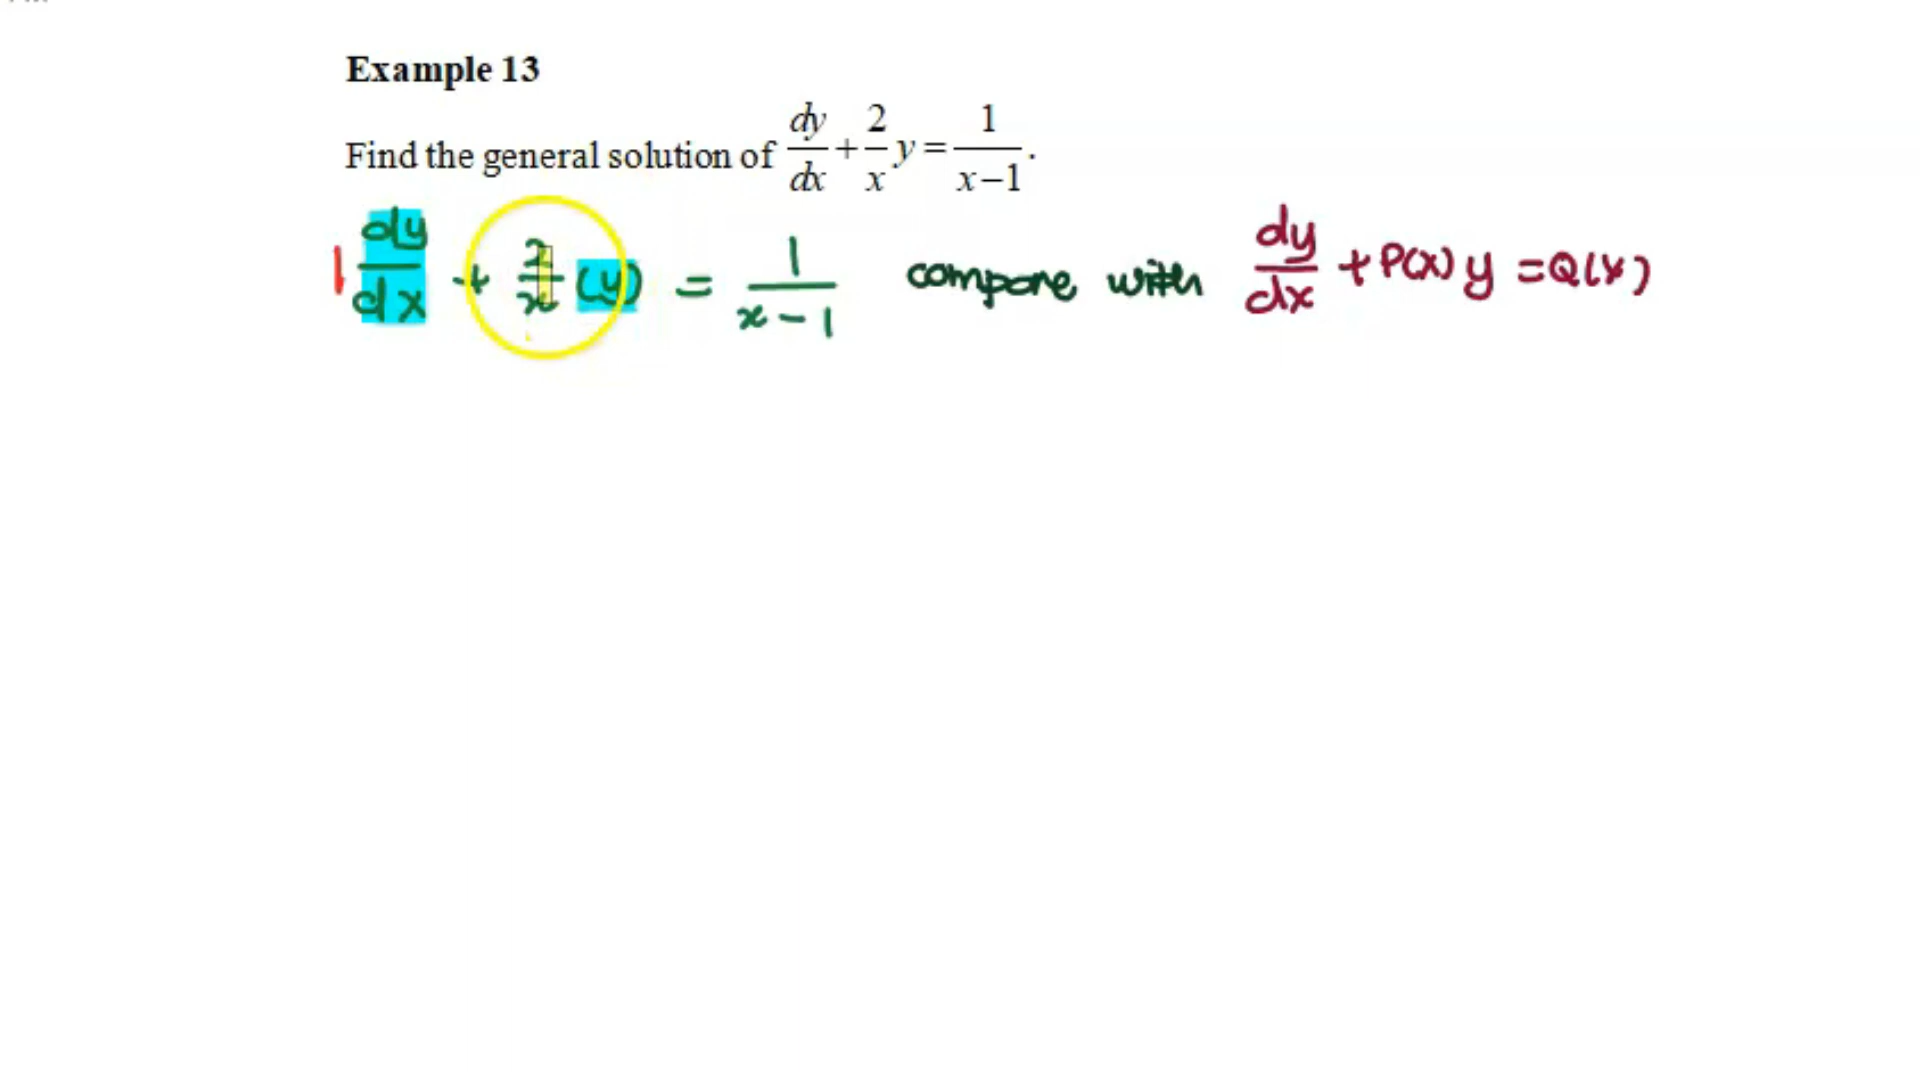 Example 13
Find the general solution of dy/dx + 2/x y = 1/(x−1).
1 dy/dx + 2/x (y) = 1/(x−1) compare with dy/dx + P(x) y = Q(x)